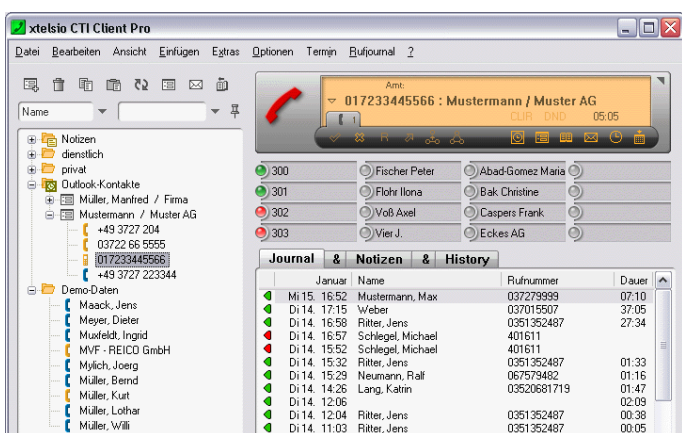 xtelsio CTI Client Pro
Datei Bearbeiten Ansicht Einfügen Extras Optionen Termin Rufjournal ?
Name
Notizen
dienstlich
privat
Outlook-Kontakte
Müller, Manfred / Firma
Mustermann / Muster AG
+49 3727 204
03722 66 5555
017233445566
+49 3727 223344
Demo-Daten
Maack, Jens
Meyer, Dieter
Muxfeldt, Ingrid
MVF - REICO GmbH
Mylich, Joerg
Müller, Bernd
Müller, Kurt
Müller, Lothar
Müller, Willi
Amt:
017233445566 : Mustermann / Muster AG
1 CLIR DND 05:05
R
300 Fischer Peter Abad-Gomez Maria
301 Flohr Ilona Bak Christine
302 Voß Axel Caspers Frank
303 Vier J. Eckes AG
Journal & Notizen & History
Januar Name Rufnummer Dauer
Mi 15. 16:52 Mustermann, Max 037279999 07:10
Di 14. 17:15 Weber 037015507 37:05
Di 14. 16:58 Ritter, Jens 0351352487 27:34
Di 14. 16:57 Schlegel, Michael 401611
Di 14. 15:52 Schlegel, Michael 401611
Di 14. 15:32 Ritter, Jens 0351352487 01:33
Di 14. 15:29 Neumann, Ralf 067579482 01:16
Di 14. 14:26 Lang, Katrin 03520681719 01:47
Di 14. 12:06 02:09
Di 14. 12:04 Ritter, Jens 0351352487 00:38
Di 14. 11:03 Ritter, Jens 0351352487 00:05